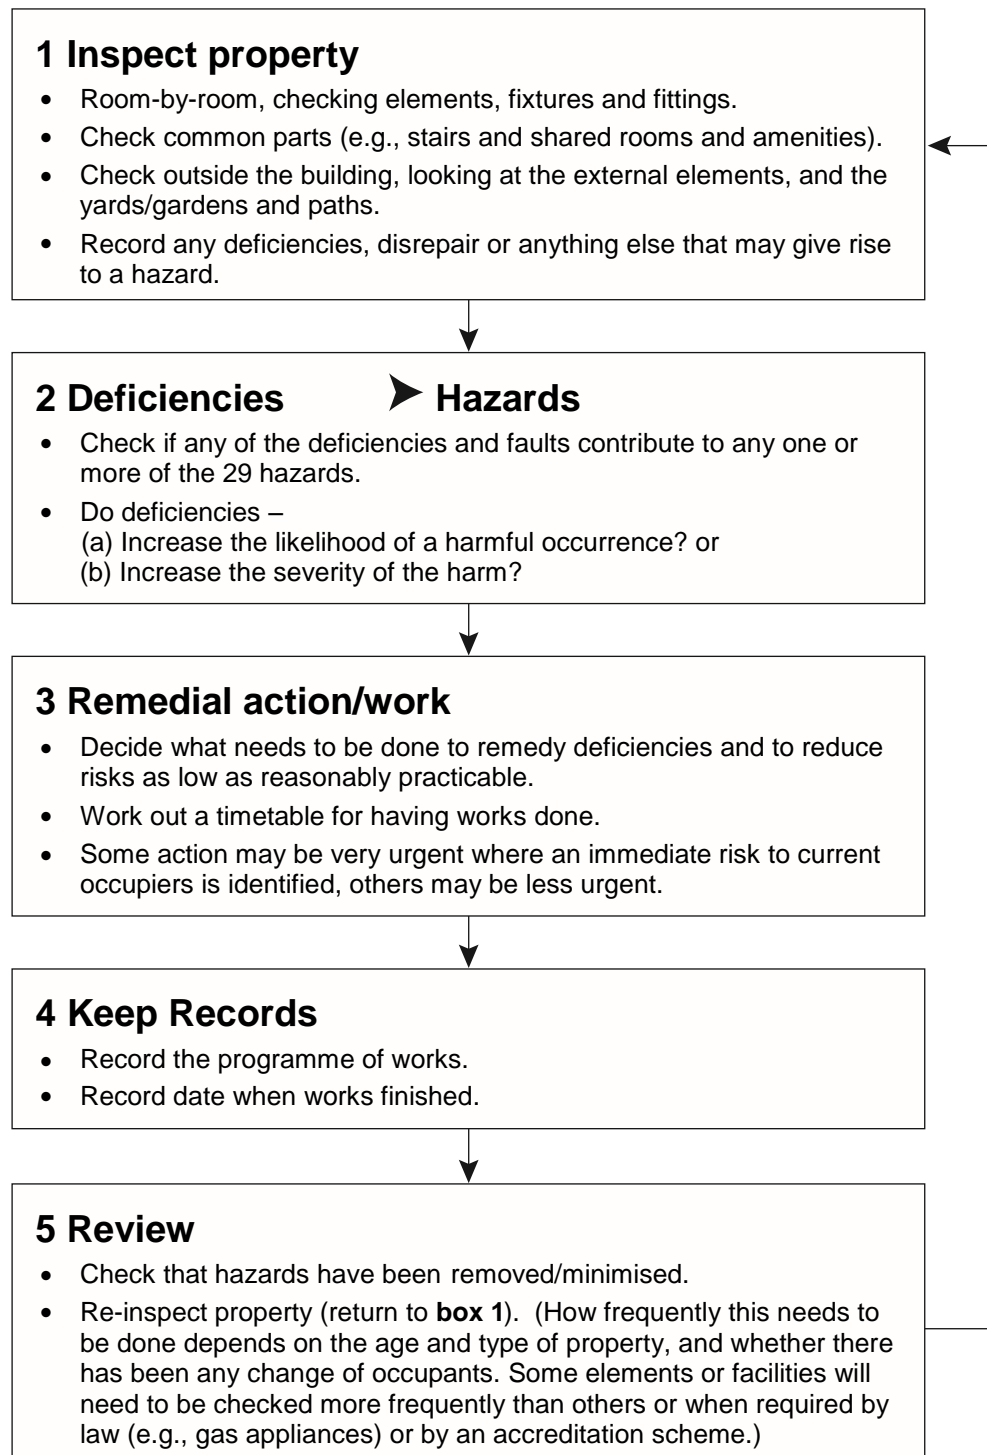 1 Inspect property
• Room-by-room, checking elements, fixtures and fittings.
• Check common parts (e.g., stairs and shared rooms and amenities).
• Check outside the building, looking at the external elements, and the
yards/gardens and paths.
• Record any deficiencies, disrepair or anything else that may give rise
to a hazard.
2 Deficiencies ➤ Hazards
• Check if any of the deficiencies and faults contribute to any one or
more of the 29 hazards.
• Do deficiencies –
(a) Increase the likelihood of a harmful occurrence? or
(b) Increase the severity of the harm?
3 Remedial action/work
• Decide what needs to be done to remedy deficiencies and to reduce
risks as low as reasonably practicable.
• Work out a timetable for having works done.
• Some action may be very urgent where an immediate risk to current
occupiers is identified, others may be less urgent.
4 Keep Records
• Record the programme of works.
• Record date when works finished.
5 Review
• Check that hazards have been removed/minimised.
• Re-inspect property (return to box 1). (How frequently this needs to
be done depends on the age and type of property, and whether there
has been any change of occupants. Some elements or facilities will
need to be checked more frequently than others or when required by
law (e.g., gas appliances) or by an accreditation scheme.)